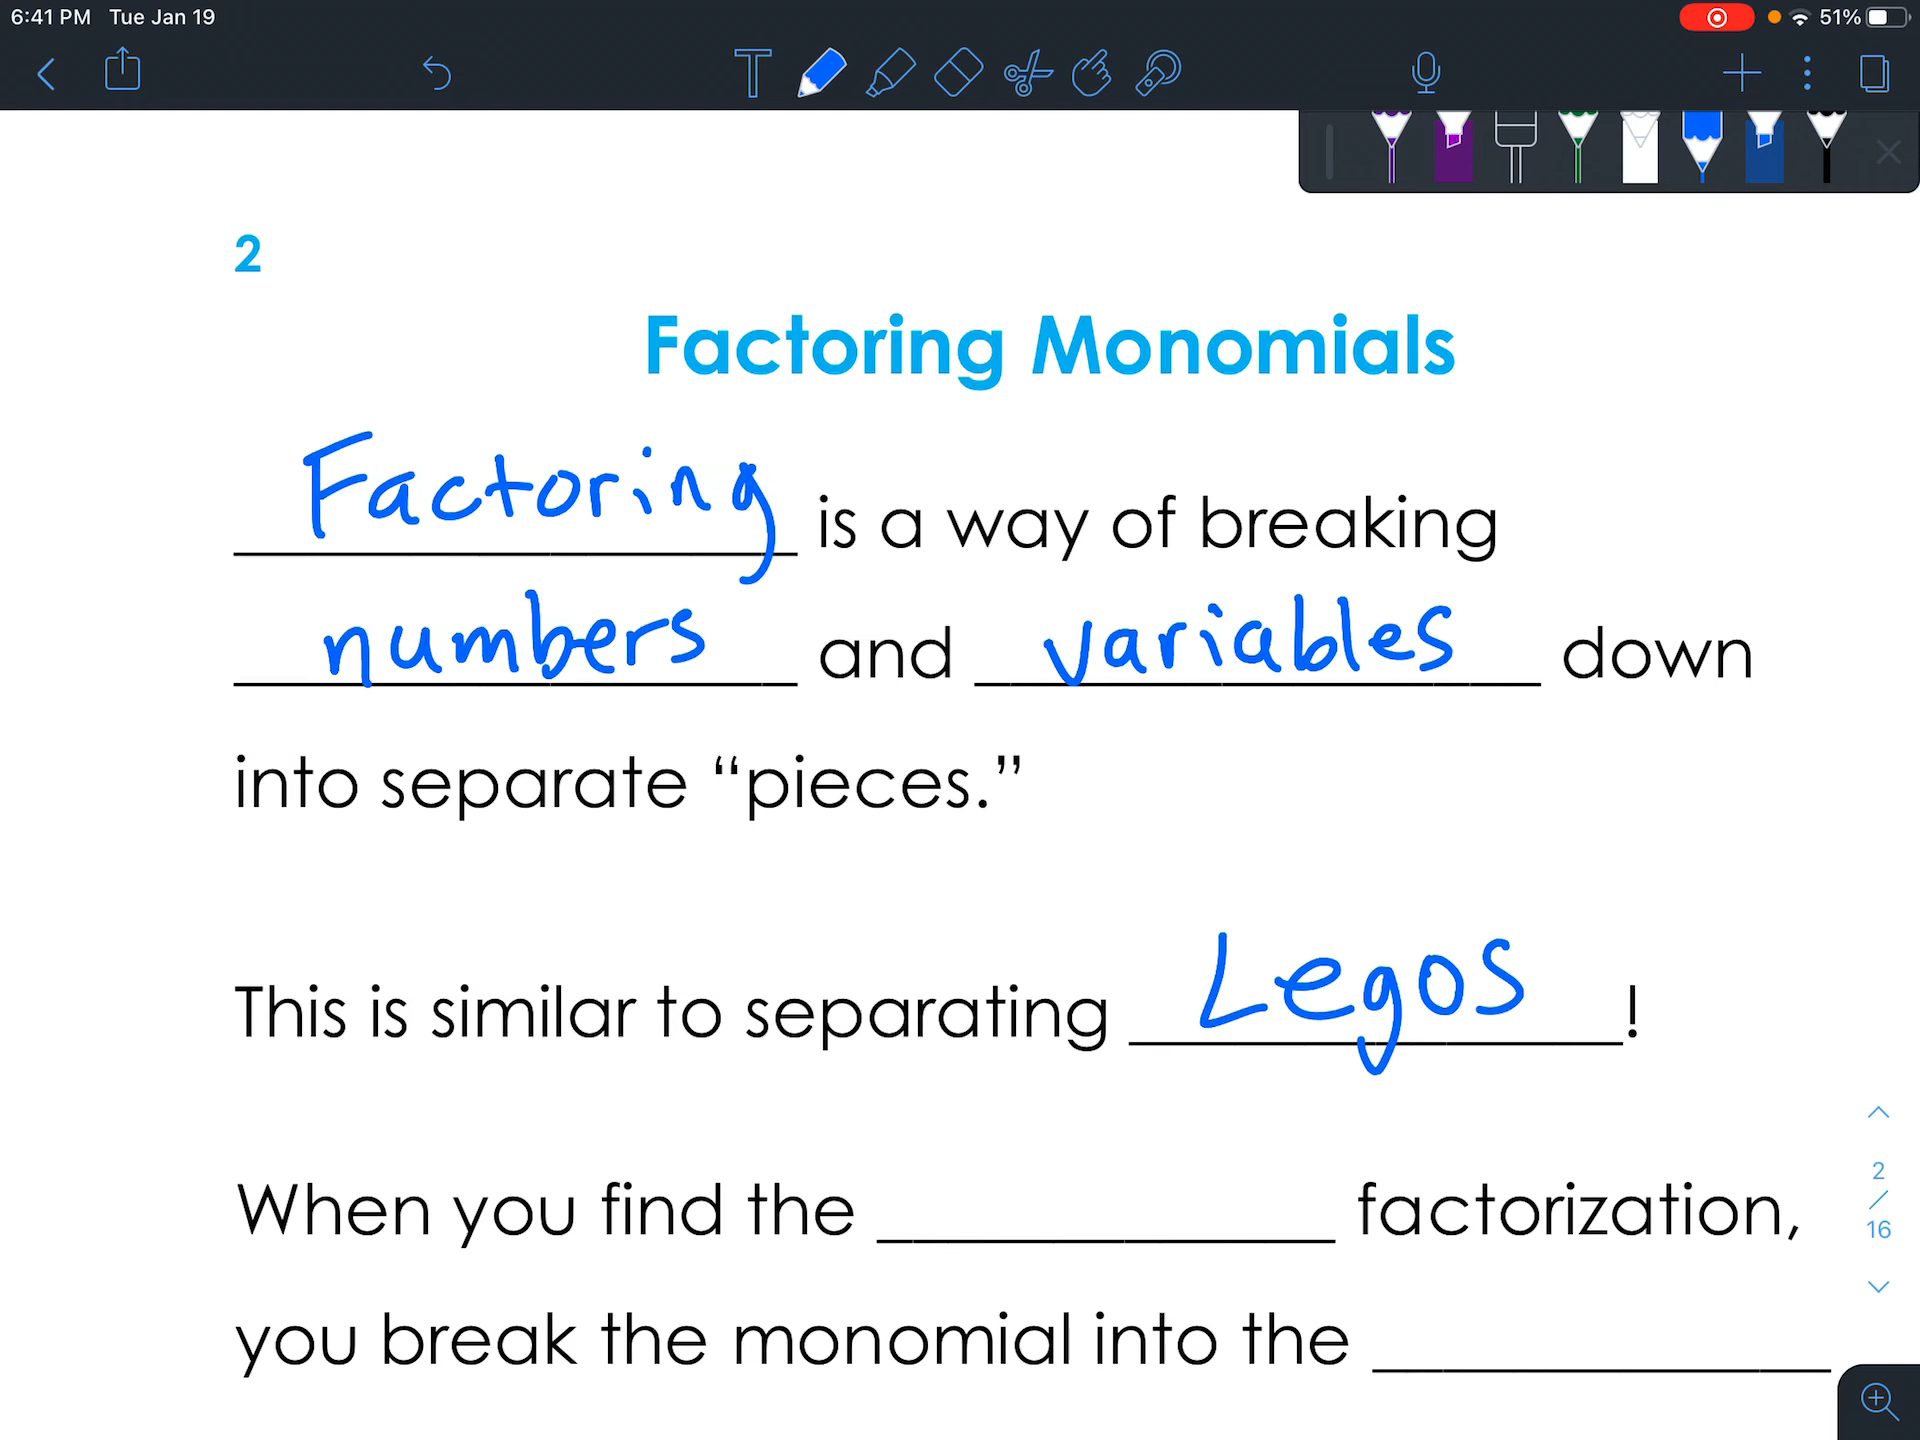 6:41 PM Tue Jan 19 51%
T
2
Factoring Monomials
Factoring is a way of breaking
numbers and variables down
into separate “pieces.”
This is similar to separating Legos!
When you find the ____________ factorization,
you break the monomial into the ____________
2
/
16